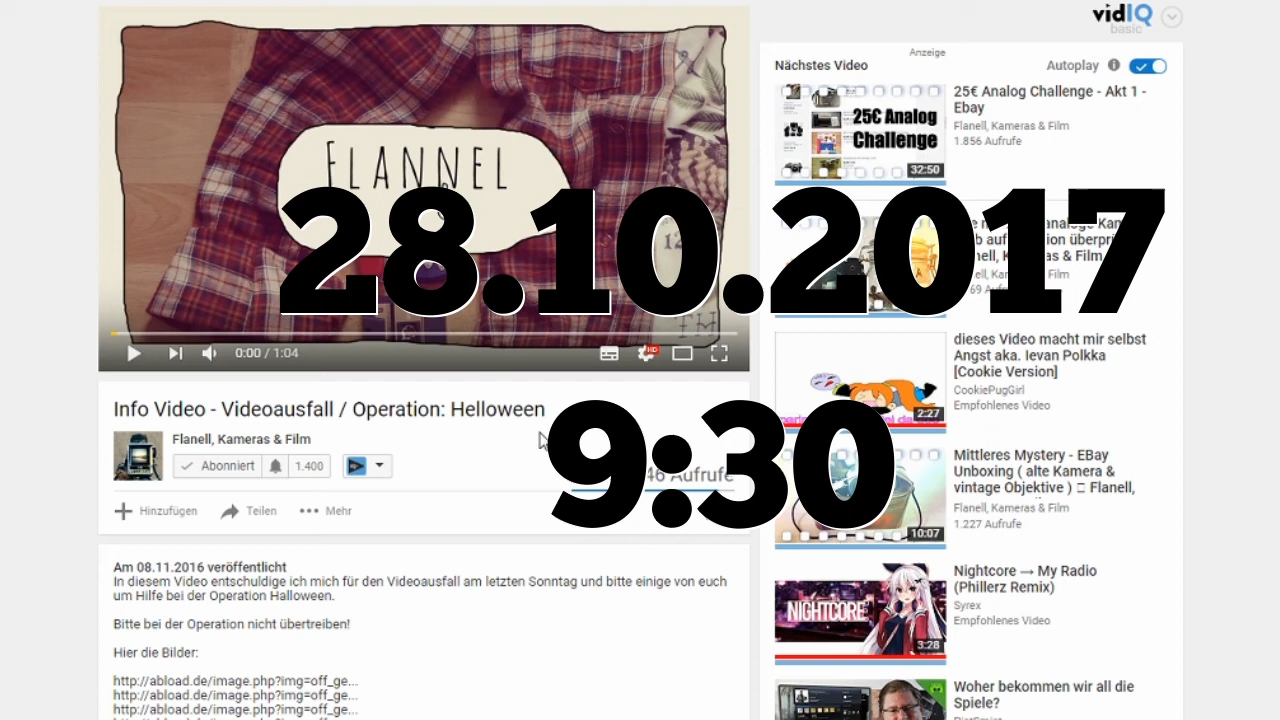 vidIQ
basic
Anzeige
Nächstes Video
Autoplay
25€ Analog Challenge - Akt 1 -
Ebay
Flanell, Kameras & Film
1.856 Aufrufe
25€ Analog
Challenge
32:50
FLANNEL
28.10.2017
9:30
0:00 / 1:04
HD
Info Video - Videoausfall / Operation: Helloween
Flanell, Kameras & Film
Abonniert
1.400
46 Aufrufe
Hinzufügen
Teilen
Mehr
Am 08.11.2016 veröffentlicht
In diesem Video entschuldige ich mich für den Videoausfall am letzten Sonntag und bitte einige von euch
um Hilfe bei der Operation Halloween.
Bitte bei der Operation nicht übertreiben!
Hier die Bilder:
http://abload.de/image.php?img=off_ge...
http://abload.de/image.php?img=off_ge...
http://abload.de/image.php?img=off_ge...
dieses Video macht mir selbst
Angst aka. Ievan Polkka
[Cookie Version]
CookiePugGirl
Empfohlenes Video
2:27
Mittleres Mystery - EBay
Unboxing ( alte Kamera &
vintage Objektive ) Flanell,
Flanell, Kameras & Film
1.227 Aufrufe
10:07
Nightcore → My Radio
(Phillerz Remix)
Syrex
Empfohlenes Video
NIGHTCORE
3:28
Woher bekommen wir all die
Spiele?